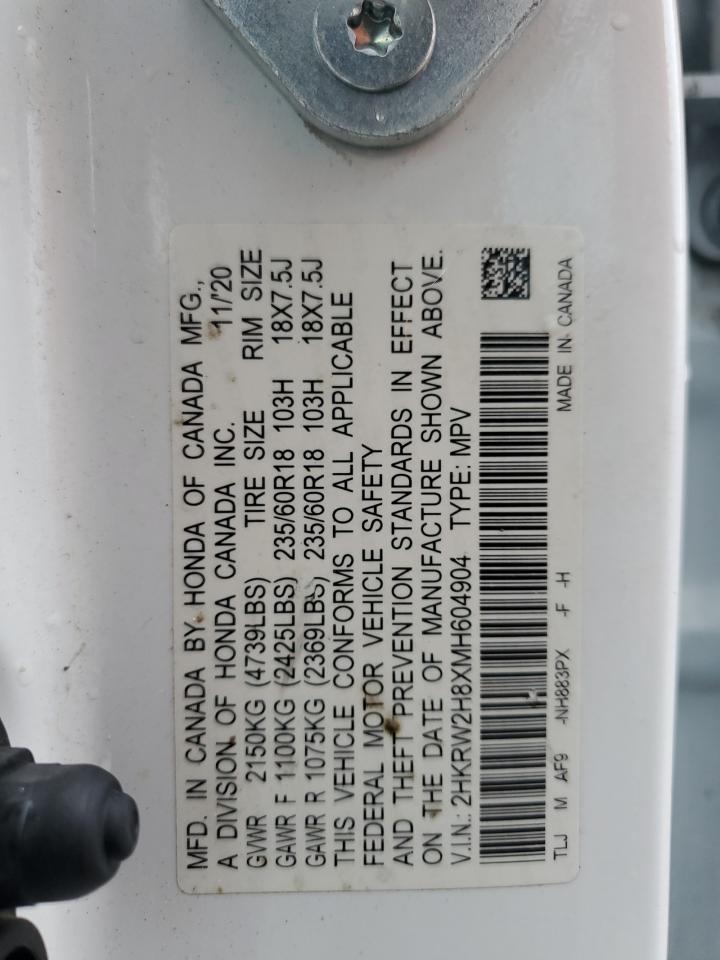 MFD. IN CANADA BY HONDA OF CANADA MFG.,
A DIVISION OF HONDA CANADA INC. 11/'20
GVWR 2150KG (4739LBS) TIRE SIZE RIM SIZE
GAWR F 1100KG (2425LBS) 235/60R18 103H 18X7.5J
GAWR R 1075KG (2369LBS) 235/60R18 103H 18X7.5J
THIS VEHICLE CONFORMS TO ALL APPLICABLE
FEDERAL MOTOR VEHICLE SAFETY
AND THEFT PREVENTION STANDARDS IN EFFECT
ON THE DATE OF MANUFACTURE SHOWN ABOVE.
V.I.N.: 2HKRW2H8XMH604904 TYPE: MPV
TLJ M AF9 -NH883PX -F -H MADE IN CANADA